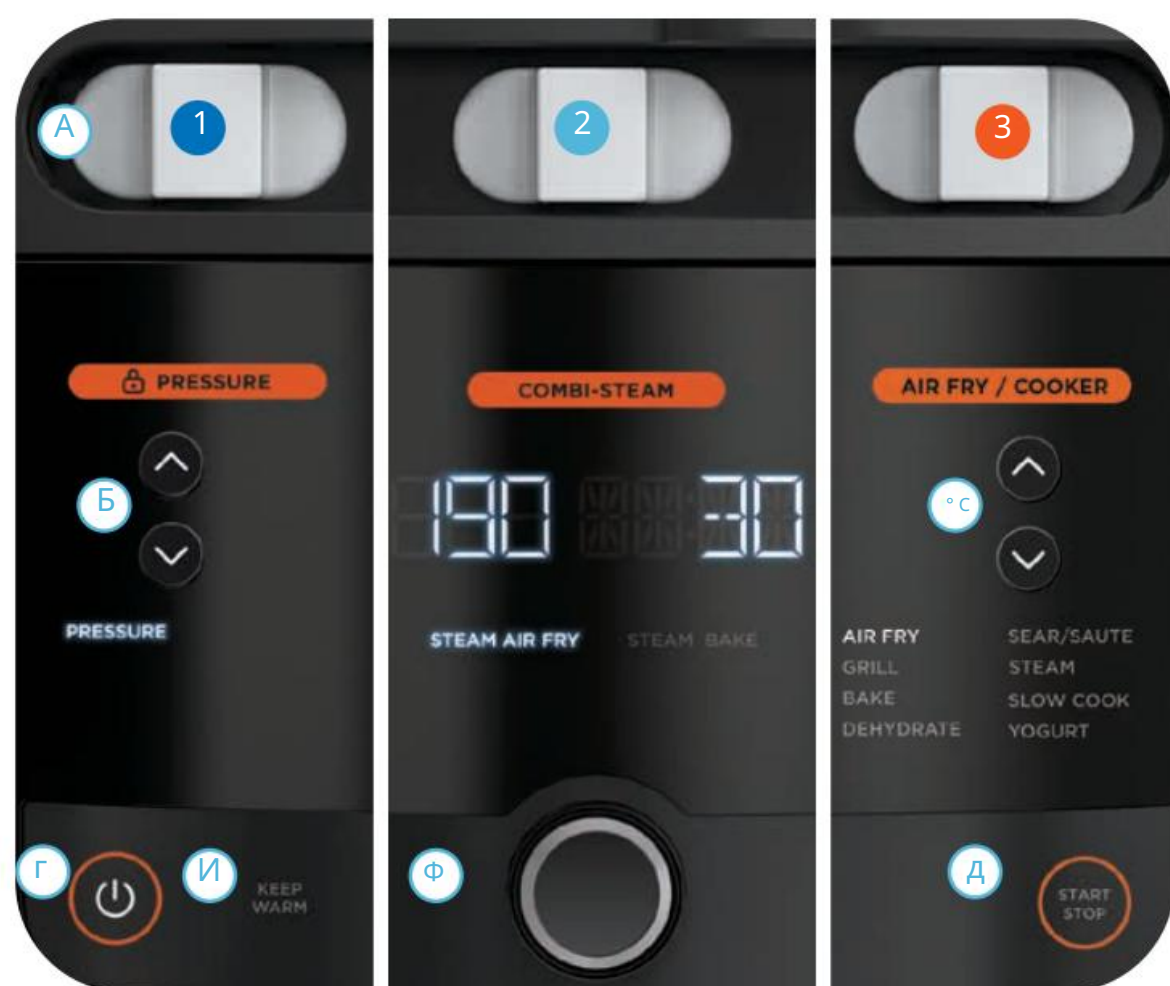 А
1
2
3
PRESSURE
COMBI-STEAM
AIR FRY / COOKER
Б
190
30
° C
PRESSURE
STEAM AIR FRY
STEAM BAKE
AIR FRY
SEAR/SAUTE
GRILL
STEAM
BAKE
SLOW COOK
DEHYDRATE
YOGURT
Г
И
KEEP
WARM
Ф
Д
START
STOP